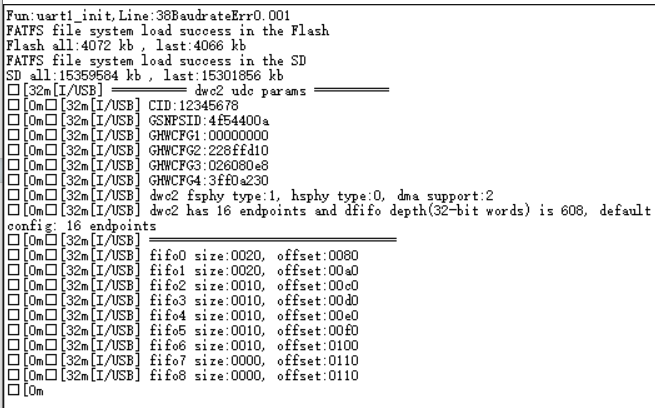 Fun:uart1_init,Line:38BaudrateErr0.001
FATFS file system load success in the Flash
Flash all:4072 kb , last:4066 kb
FATFS file system load success in the SD
SD all:15359584 kb , last:15301856 kb
□[32m[I/USB] ========== dwc2 udc params ==========
□[0m□[32m[I/USB] CID:12345678
□[0m□[32m[I/USB] GSNPSID:4f54400a
□[0m□[32m[I/USB] GHWCFG1:00000000
□[0m□[32m[I/USB] GHWCFG2:228ffd10
□[0m□[32m[I/USB] GHWCFG3:026080e8
□[0m□[32m[I/USB] GHWCFG4:3ff0a230
□[0m□[32m[I/USB] dwc2 fsphy type:1, hsphy type:0, dma support:2
□[0m□[32m[I/USB] dwc2 has 16 endpoints and dfifo depth(32-bit words) is 608, default
config: 16 endpoints
□[0m□[32m[I/USB] =================================
□[0m□[32m[I/USB] fifo0 size:0020, offset:0080
□[0m□[32m[I/USB] fifo1 size:0020, offset:00a0
□[0m□[32m[I/USB] fifo2 size:0010, offset:00c0
□[0m□[32m[I/USB] fifo3 size:0010, offset:00d0
□[0m□[32m[I/USB] fifo4 size:0010, offset:00e0
□[0m□[32m[I/USB] fifo5 size:0010, offset:00f0
□[0m□[32m[I/USB] fifo6 size:0010, offset:0100
□[0m□[32m[I/USB] fifo7 size:0000, offset:0110
□[0m□[32m[I/USB] fifo8 size:0000, offset:0110
□[0m